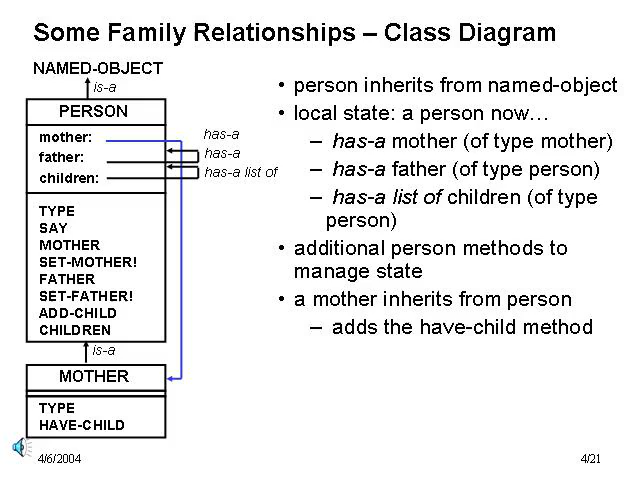 Some Family Relationships – Class Diagram
NAMED-OBJECT
is-a
PERSON
mother:
father:
children:
has-a
has-a
has-a list of
TYPE
SAY
MOTHER
SET-MOTHER!
FATHER
SET-FATHER!
ADD-CHILD
CHILDREN
is-a
MOTHER
TYPE
HAVE-CHILD
• person inherits from named-object
• local state: a person now…
– has-a mother (of type mother)
– has-a father (of type person)
– has-a list of children (of type
person)
• additional person methods to
manage state
• a mother inherits from person
– adds the have-child method
4/6/2004
4/21